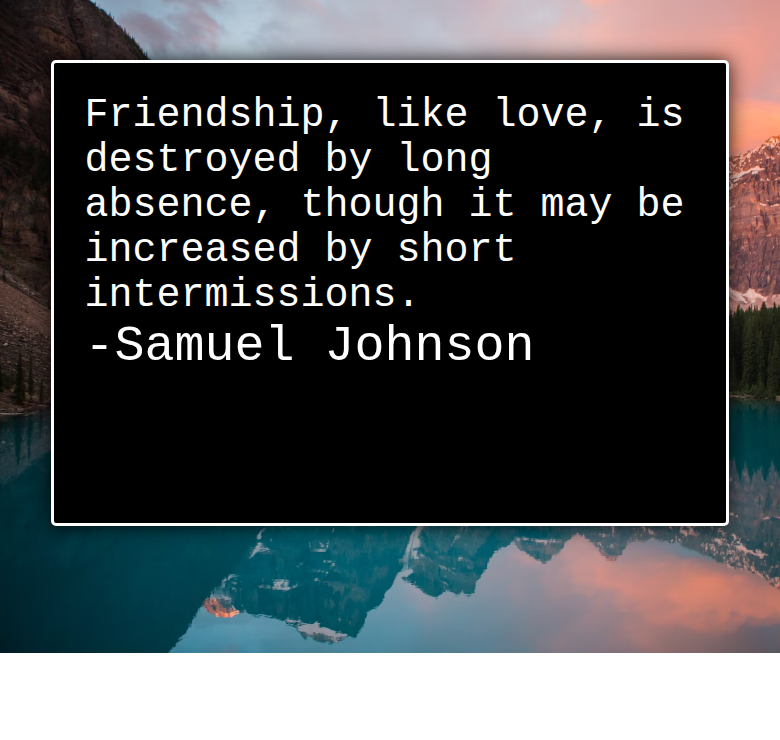 Friendship, like love, is
destroyed by long
absence, though it may be
increased by short
intermissions.
-Samuel Johnson